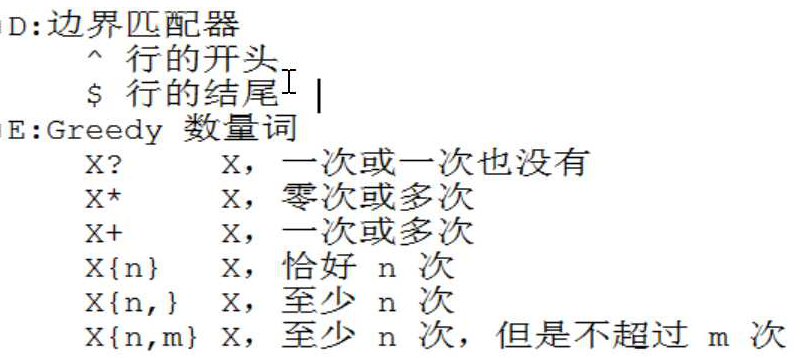 D:边界匹配器
^ 行的开头
$ 行的结尾
E:Greedy 数量词
X? X，一次或一次也没有
X* X，零次或多次
X+ X，一次或多次
X{n} X，恰好 n 次
X{n,} X，至少 n 次
X{n,m} X，至少 n 次，但是不超过 m 次